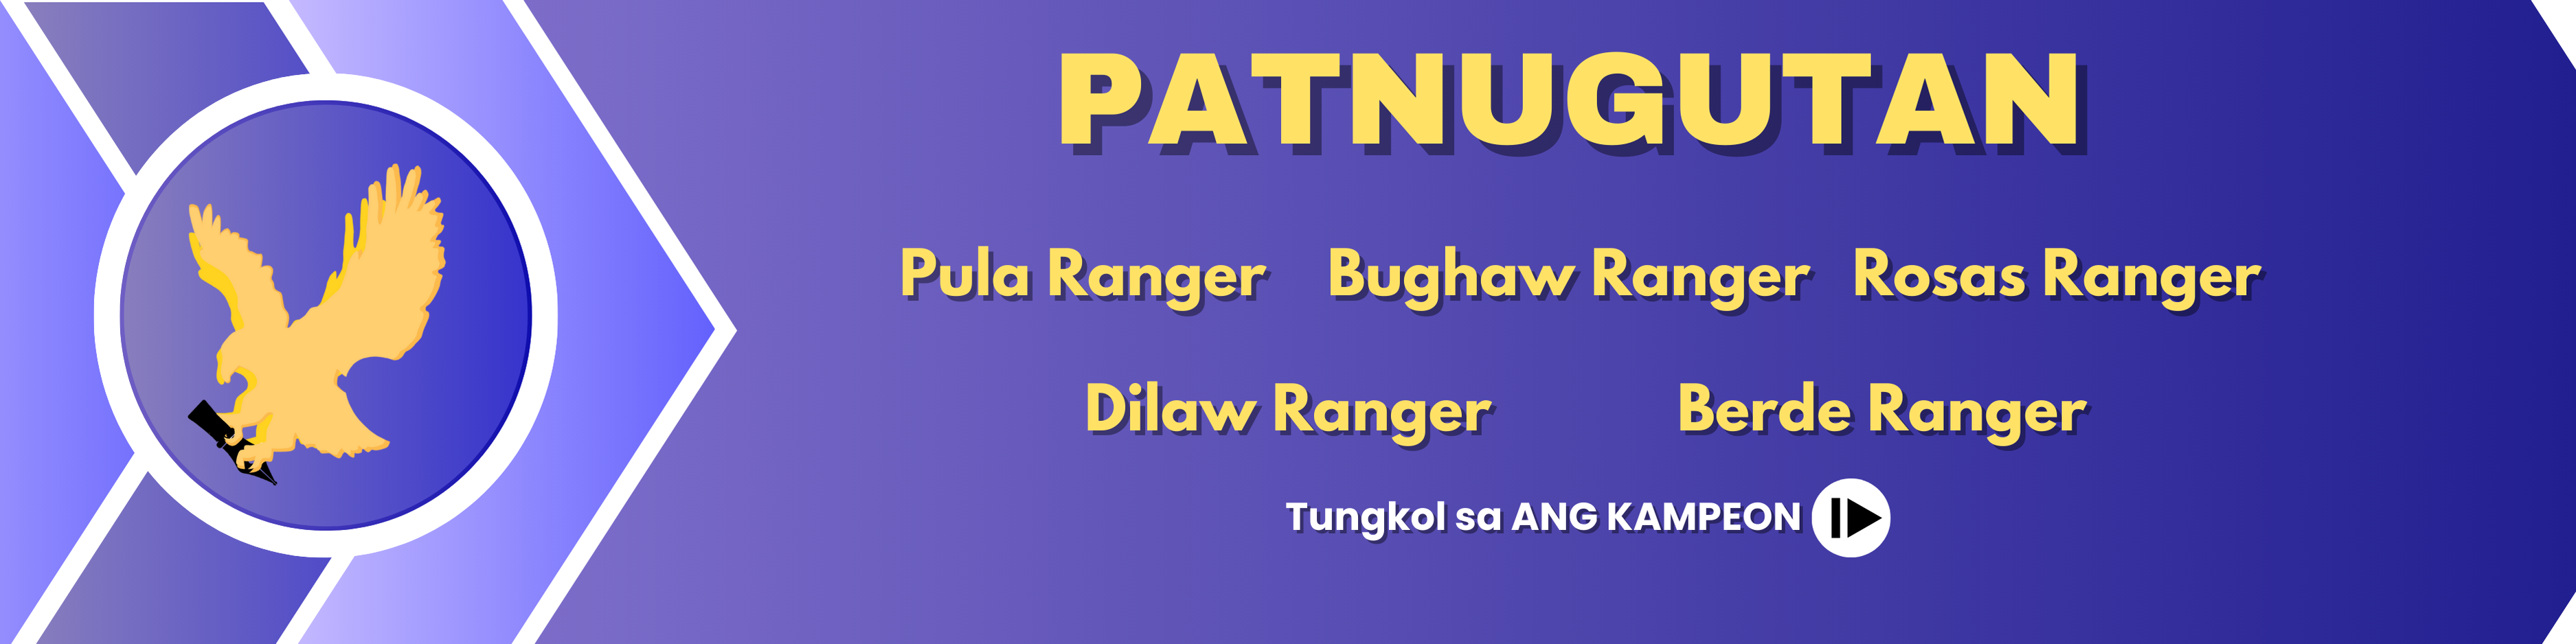 PATNUGUTAN
Pula Ranger Bughaw Ranger Rosas Ranger
Dilaw Ranger Berde Ranger
Tungkol sa ANG KAMPEON